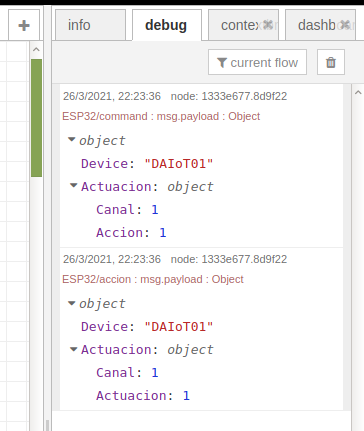 info
debug
contex
dashb
current flow
26/3/2021, 22:23:36 node: 1333e677.8d9f22
ESP32/command : msg.payload : Object
object
Device: "DAIoT01"
Actuacion: object
Canal: 1
Accion: 1
26/3/2021, 22:23:36 node: 1333e677.8d9f22
ESP32/accion : msg.payload : Object
object
Device: "DAIoT01"
Actuacion: object
Canal: 1
Actuacion: 1